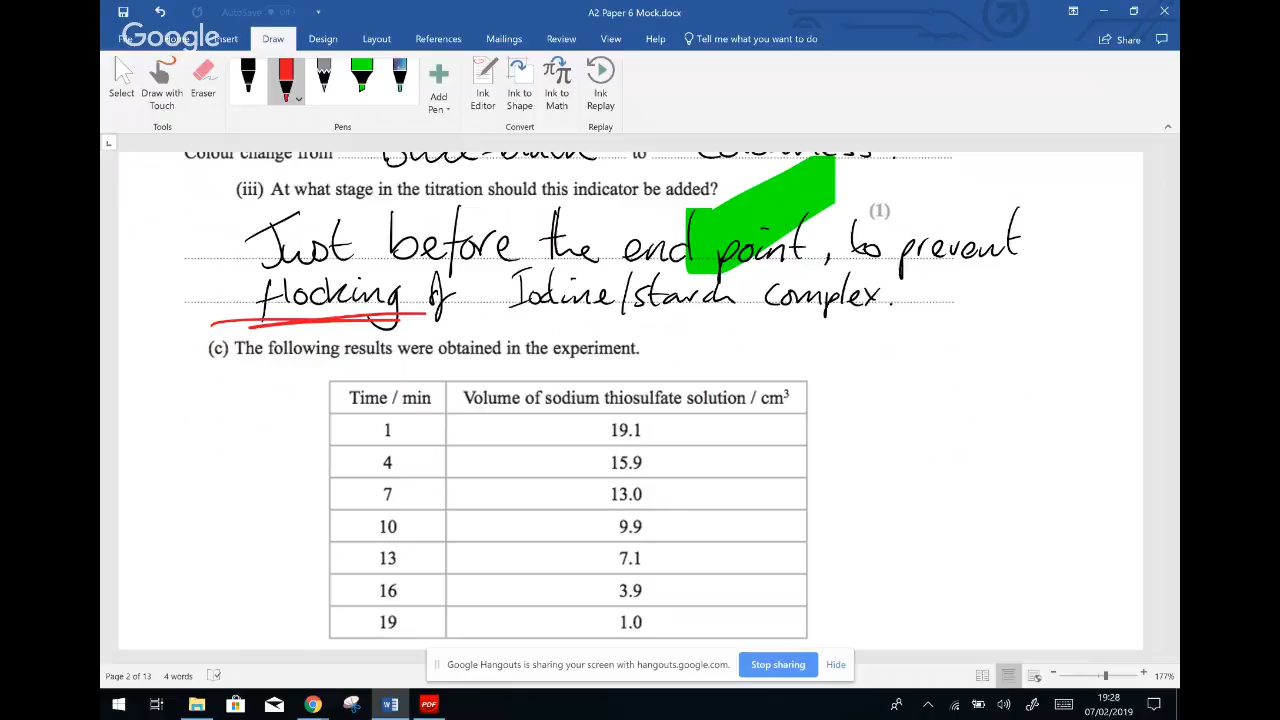 AutoSave Off
A2 Paper 6 Mock.docx
Google
Insert Draw Design Layout References Mailings Review View Help Tell me what you want to do Share
Select Draw with Touch Eraser Add Pen Ink Editor Ink to Shape Ink to Math Ink Replay
Tools Pens Convert Replay
Colour change from Blue-black to colourless.
(iii) At what stage in the titration should this indicator be added?
(1)
Just before the end point, to prevent
flocking of Iodine/starch complex.
(c) The following results were obtained in the experiment.
Time / min Volume of sodium thiosulfate solution / cm³
1 19.1
4 15.9
7 13.0
10 9.9
13 7.1
16 3.9
19 1.0
Google Hangouts is sharing your screen with hangouts.google.com. Stop sharing Hide
Page 2 of 13 4 words 177%
PDF
19:28
07/02/2019